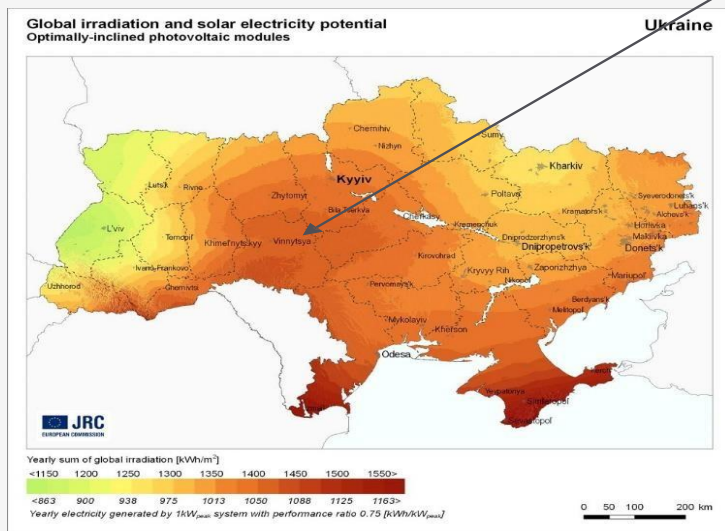 Global irradiation and solar electricity potential
Optimally-inclined photovoltaic modules
Ukraine
Chernihiv
Nizhyn
Sumy
Luts'k
Rivne
Kyyiv
Kharkiv
Zhytomyr
Bila Tserkva
Poltava
Syeverodonets'k
L'viv
Cherkasy
Kremenchuk
Kramators'k
Luhans'k
Alchevs'k
Ternopil'
Khmel'nyts'kyy
Vinnytsya
Dniprodzerzhyns'k
Horlivka
Makiivka
Dnipropetrovs'k
Donets'k
Ivano-Frankovo
Kirovohrad
Uzhhorod
Chernivtsi
Kryvyy Rih
Zaporizhzhya
Pervomays'k
Nikopol'
Mariupol'
Berdyans'k
Mykolayiv
Kherson
Melitopol'
Odesa
Kerch
Yevpatoriya
Simferopol'
Sevastopol'
JRC
EUROPEAN COMMISSION
Yearly sum of global irradiation [kWh/m²]
<1150 1200 1250 1300 1350 1400 1450 1500 1550>
<863 900 938 975 1013 1050 1088 1125 1163>
Yearly electricity generated by 1kWpeak system with performance ratio 0.75 [kWh/kWpeak]
0 50 100 200 km